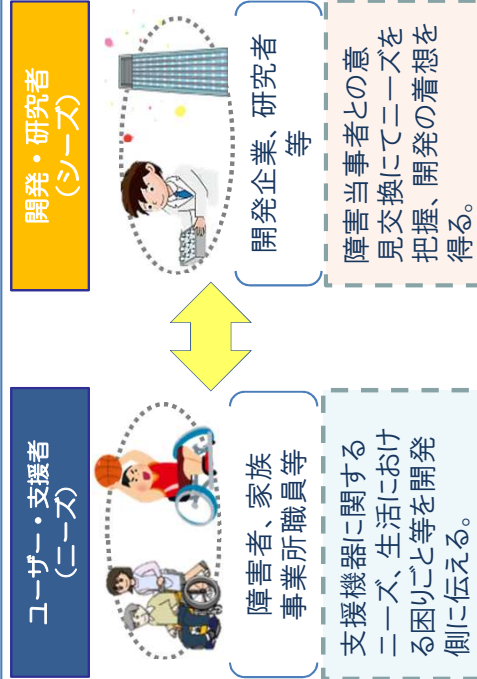 ユーザー・支援者
（ニーズ）
障害者、家族
事業所職員等
支援機器に関する
ニーズ、生活におけ
る困りごと等を開発
側に伝える。
開発・研究者
（シーズ）
開発企業、研究者
等
障害当事者との意
見交換にてニーズを
把握、開発の着想を
得る。